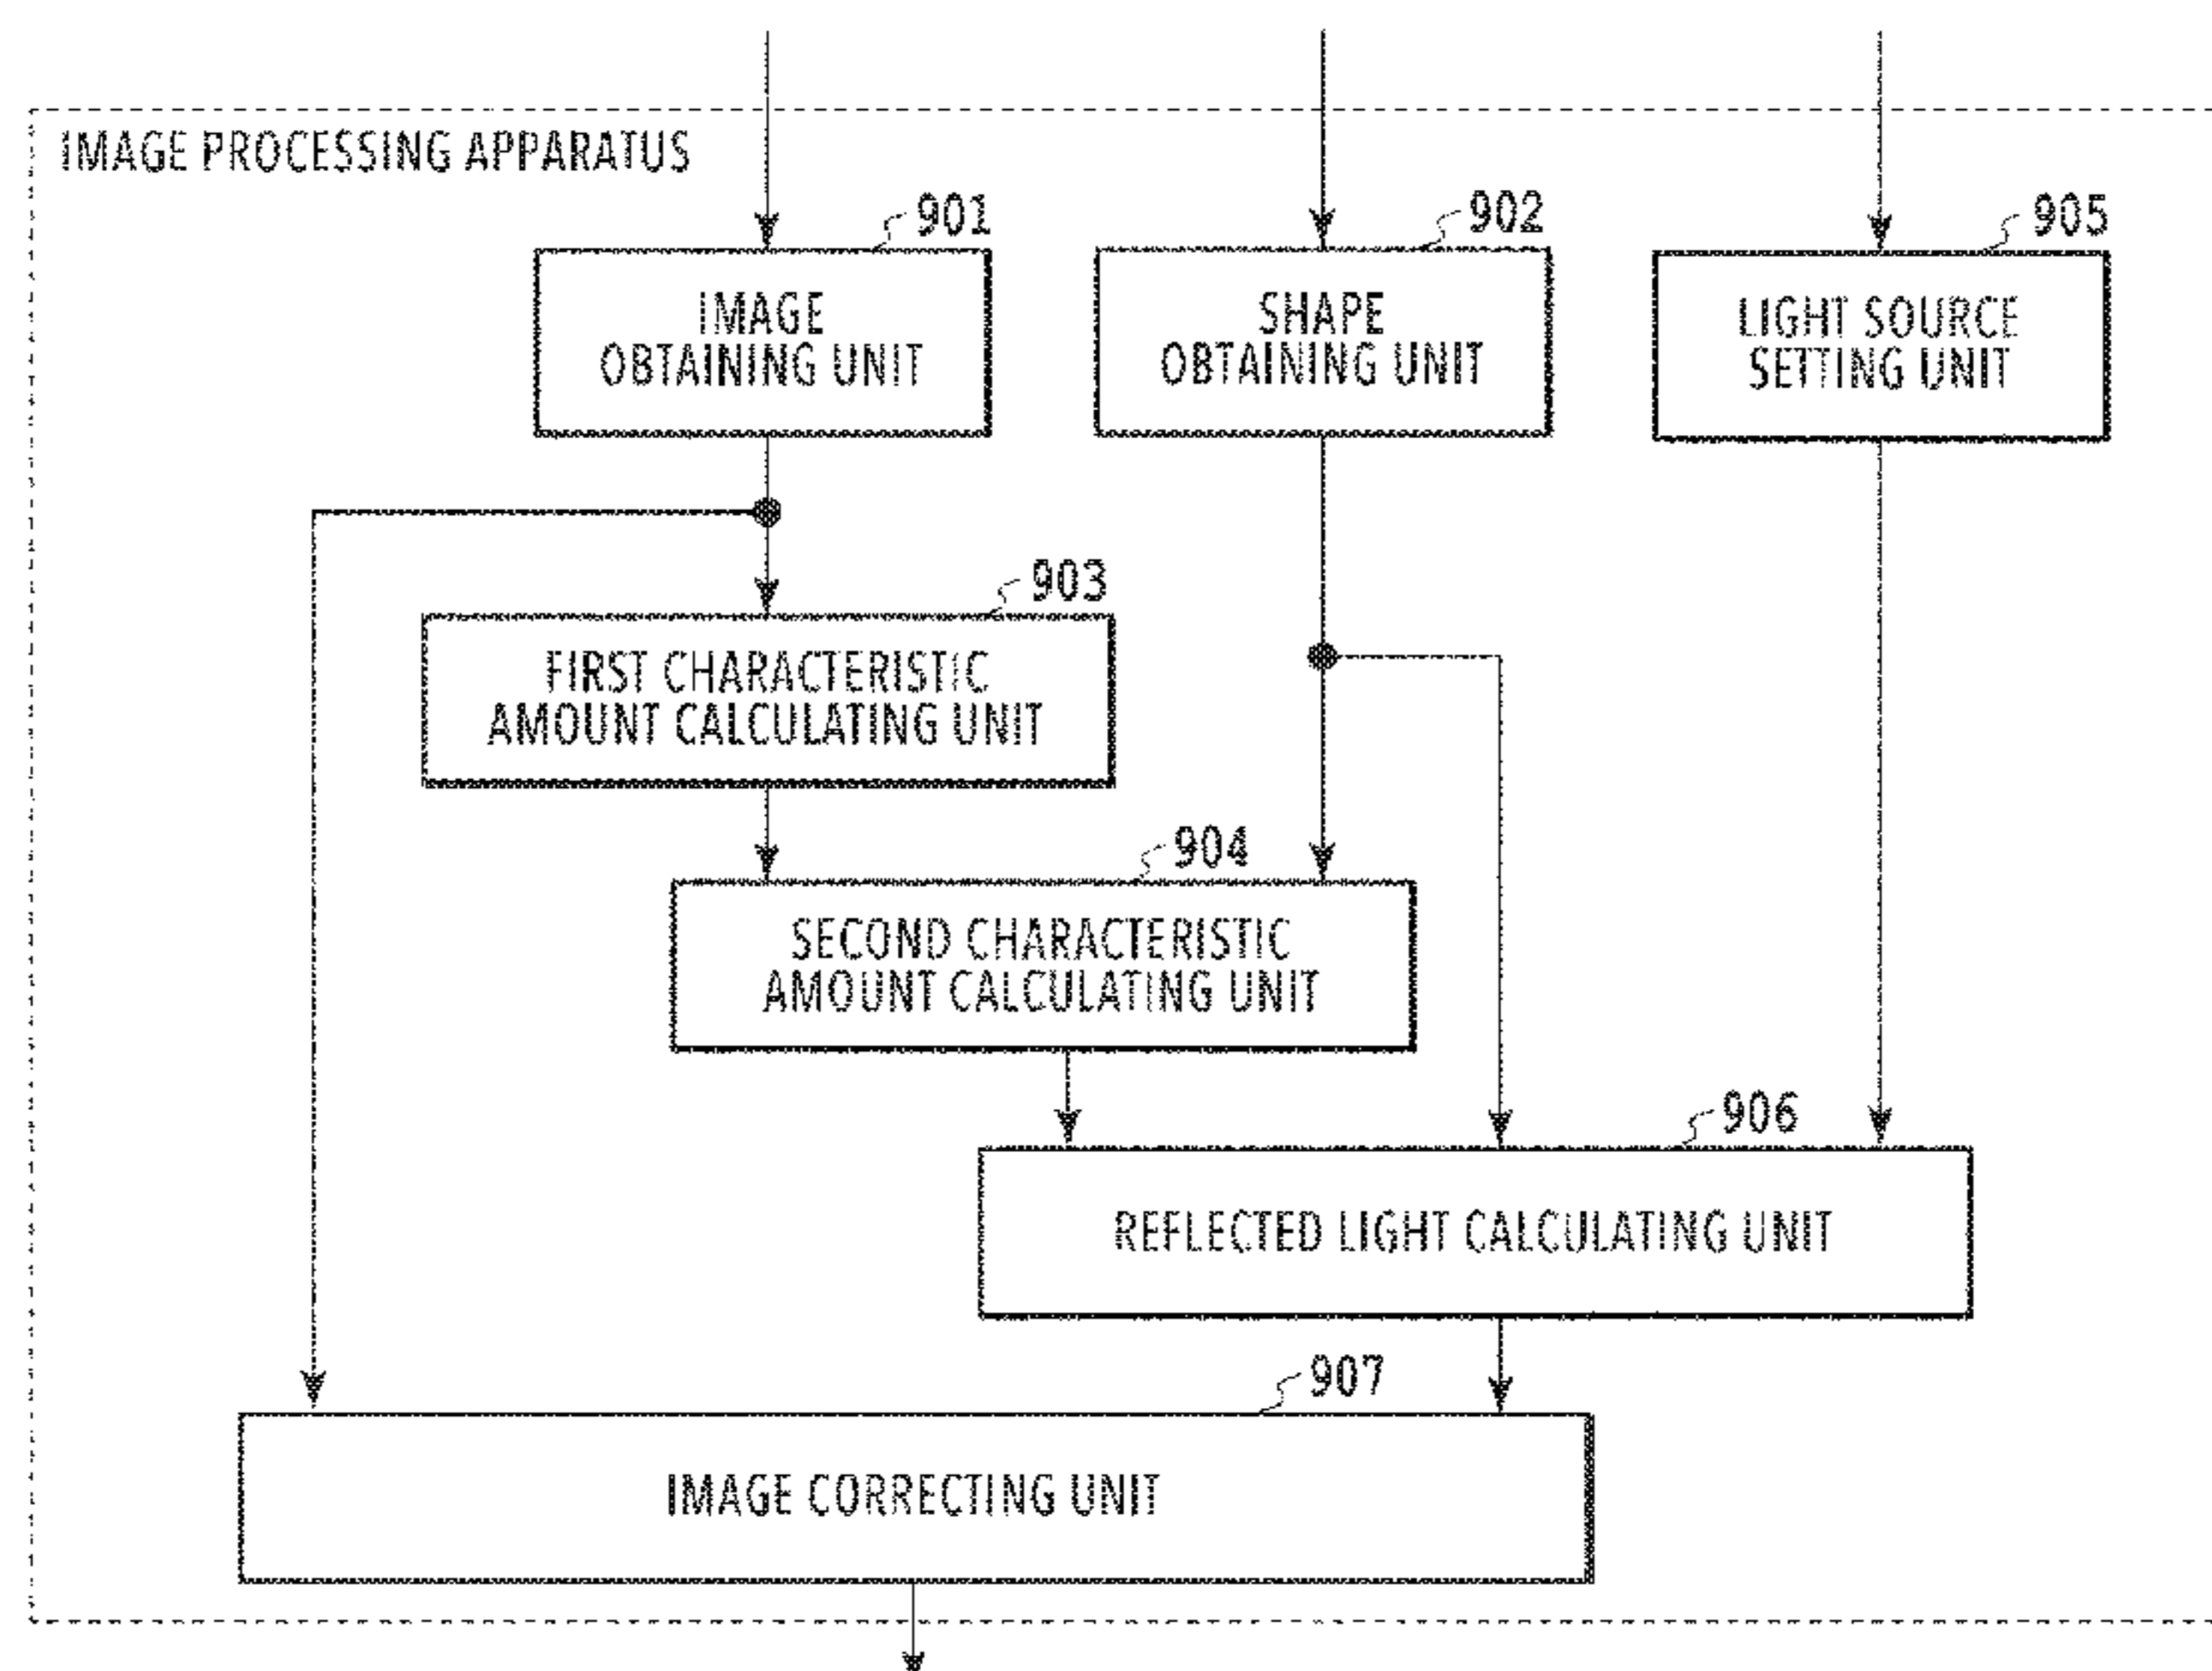 IMAGE PROCESSING APPARATUS
901
902
905
IMAGE
OBTAINING UNIT
SHAPE
OBTAINING UNIT
LIGHT SOURCE
SETTING UNIT
903
FIRST CHARACTERISTIC
AMOUNT CALCULATING UNIT
904
SECOND CHARACTERISTIC
AMOUNT CALCULATING UNIT
906
REFLECTED LIGHT CALCULATING UNIT
907
IMAGE CORRECTING UNIT